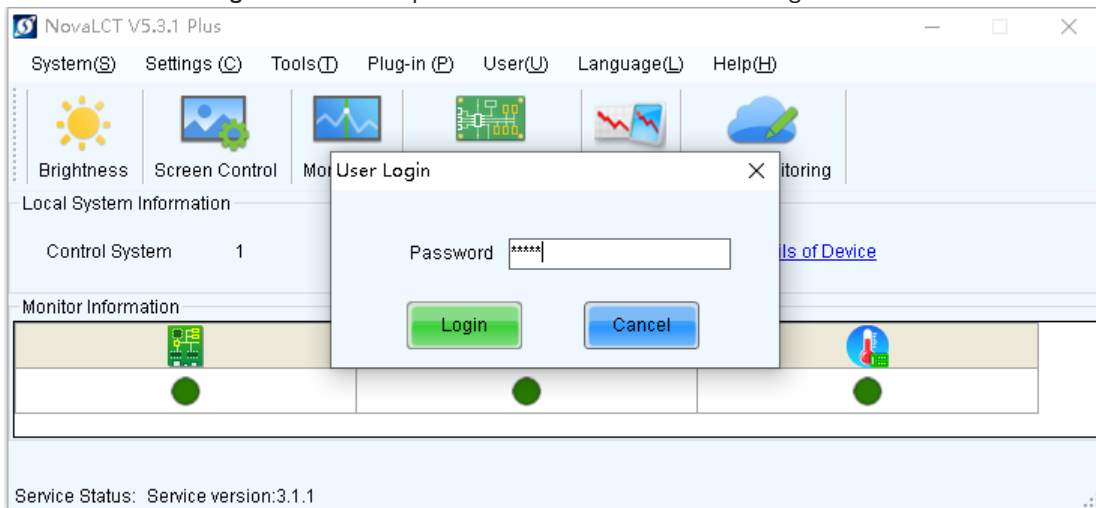 NovaLCT V5.3.1 Plus
System(S) Settings (C) Tools(T) Plug-in (P) User(U) Language(L) Help(H)
Brightness Screen Control Mor itoring
User Login
Local System Information
Control System 1 ils of Device
Password *****
Login Cancel
Monitor Information
Service Status: Service version:3.1.1